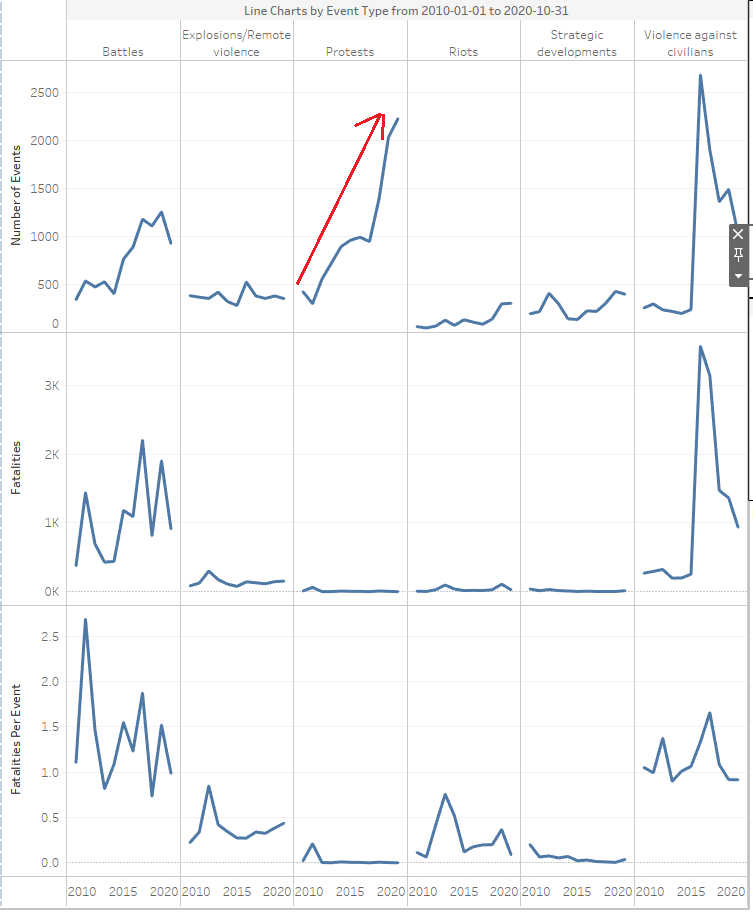 Line Charts by Event Type from 2010-01-01 to 2020-10-31
Battles
Explosions/Remote
violence
Protests
Riots
Strategic
developments
Violence against
civilians
Number of Events
2500
2000
1500
1000
500
0
Fatalities
3K
2K
1K
0K
Fatalities Per Event
2.5
2.0
1.5
1.0
0.5
0.0
2010 2015 2020 2010 2015 2020 2010 2015 2020 2010 2015 2020 2010 2015 2020 2010 2015 2020